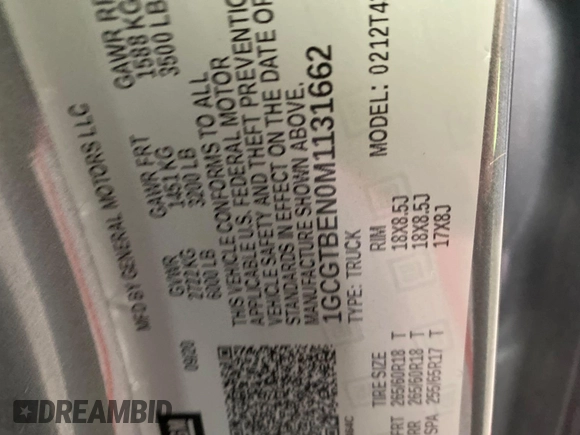 MFD BY GENERAL MOTORS LLC
09/20 GVWR GAWR FRT GAWR
2722 KG 1451 KG 1588 KG
6000 LB 3200 LB 3500 LB
THIS VEHICLE CONFORMS TO ALL
APPLICABLE U.S. FEDERAL MOTOR
VEHICLE SAFETY AND THEFT PREVENTIO
STANDARDS IN EFFECT ON THE DATE OF
MANUFACTURE SHOWN ABOVE.
1GCGTBEN0M1131662
TYPE: TRUCK MODEL: 0212T4
TIRE SIZE RIM
FRT 265/60R18 T 18X8.5J
RR 265/60R18 T 18X8.5J
SPA 255/65R17 T 17X8J
DREAMBID